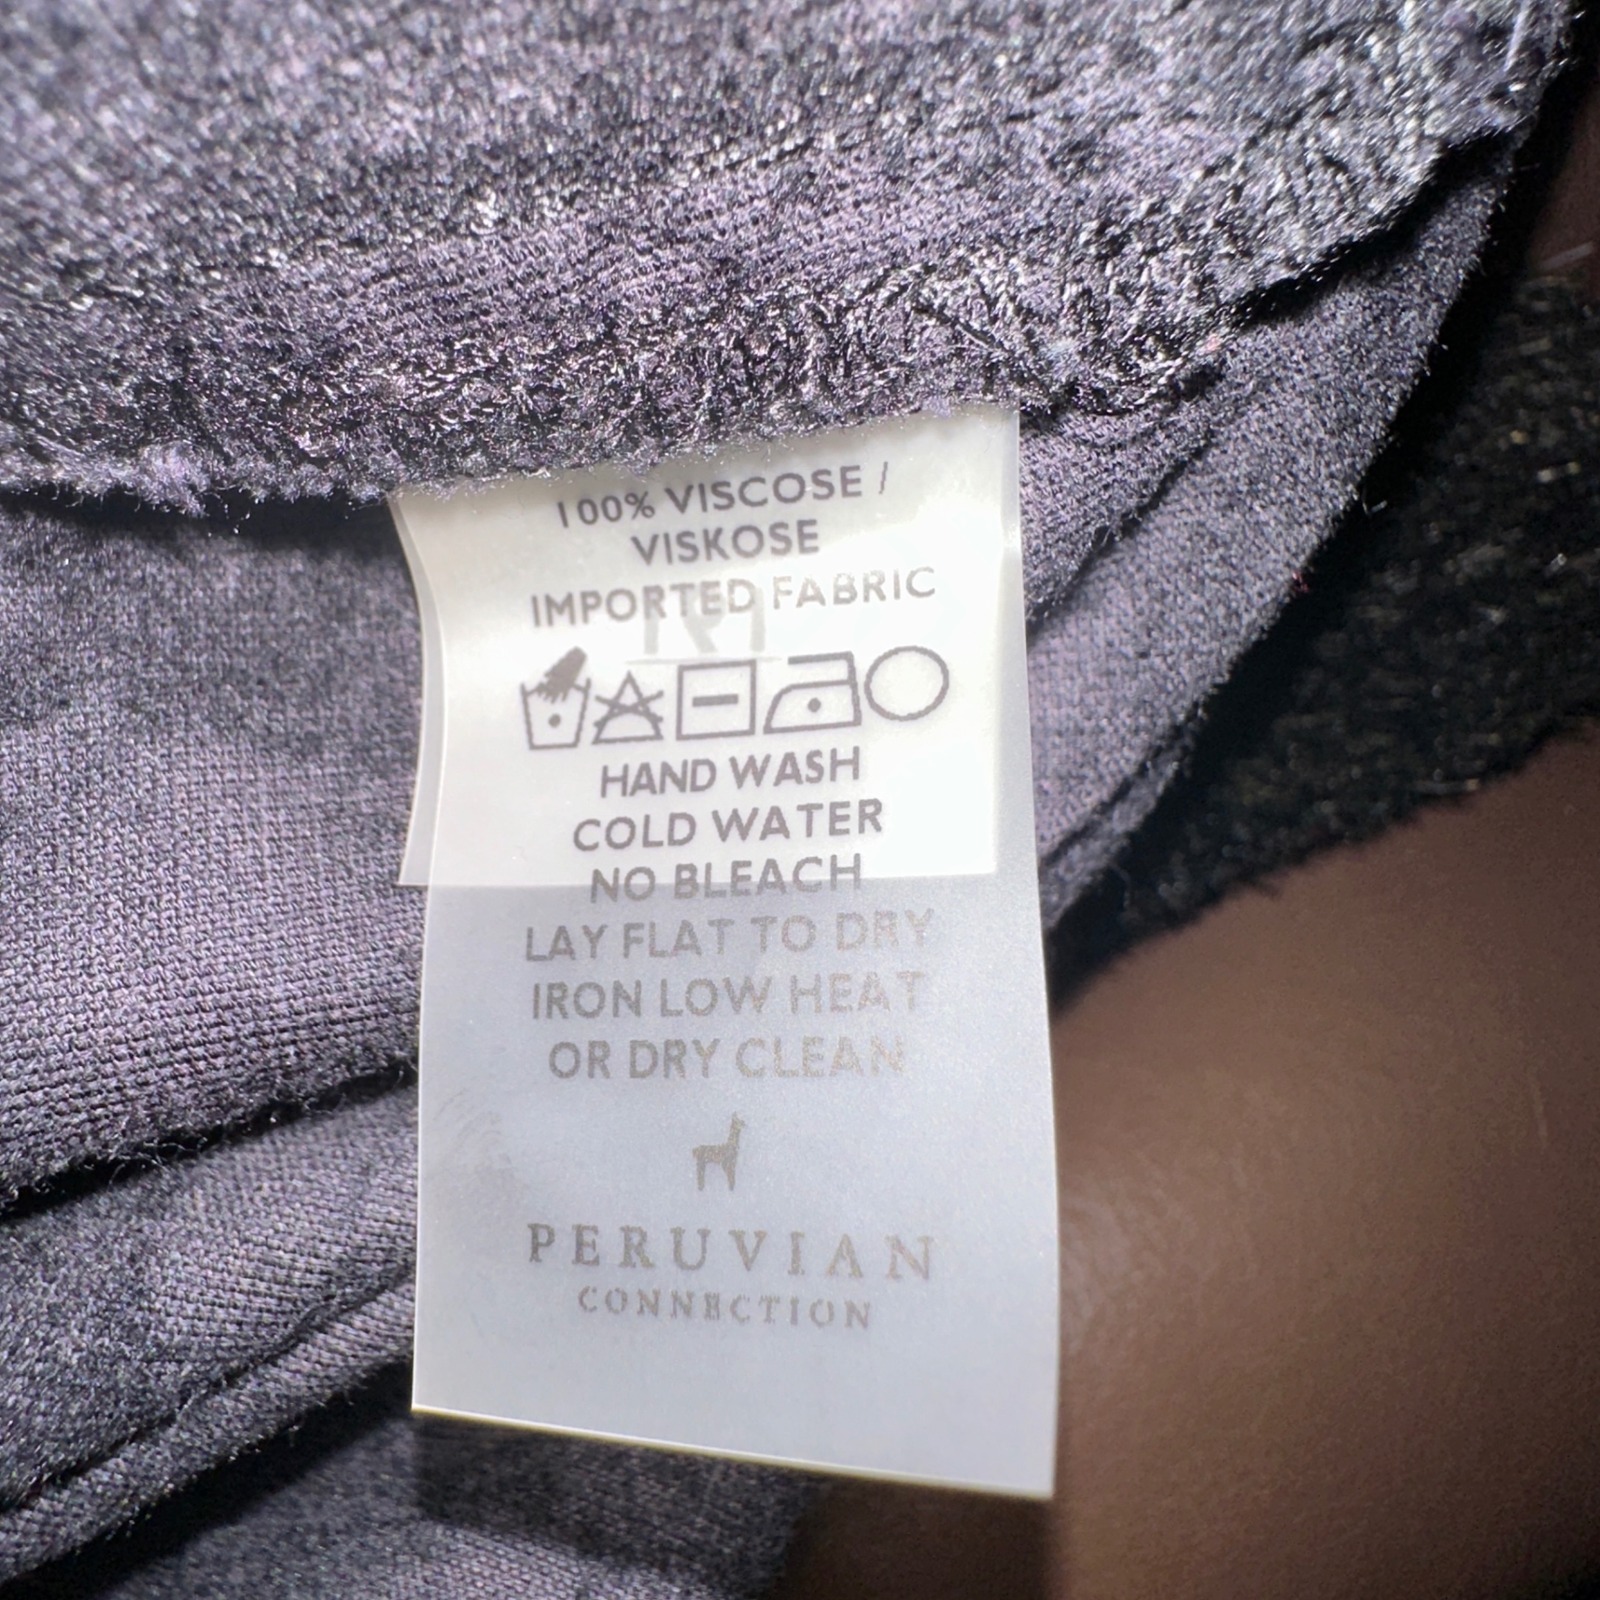 100% VISCOSE /
VISKOSE
IMPORTED FABRIC
HAND WASH
COLD WATER
NO BLEACH
LAY FLAT TO DRY
IRON LOW HEAT
OR DRY CLEAN
PERUVIAN
CONNECTION